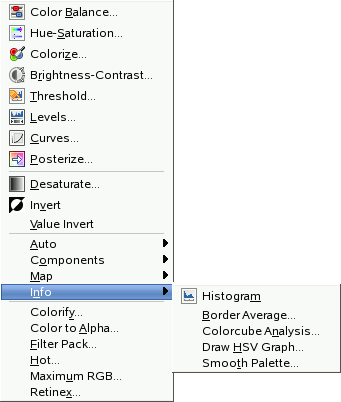 Color Balance...
Hue-Saturation...
Colorize...
Brightness-Contrast...
Threshold...
Levels...
Curves...
Posterize...
Desaturate...
Invert
Value Invert
Auto
Components
Map
Info
Histogram
Border Average...
Colorcube Analysis...
Draw HSV Graph...
Smooth Palette...
Colorify...
Color to Alpha...
Filter Pack...
Hot...
Maximum RGB...
Retinex...